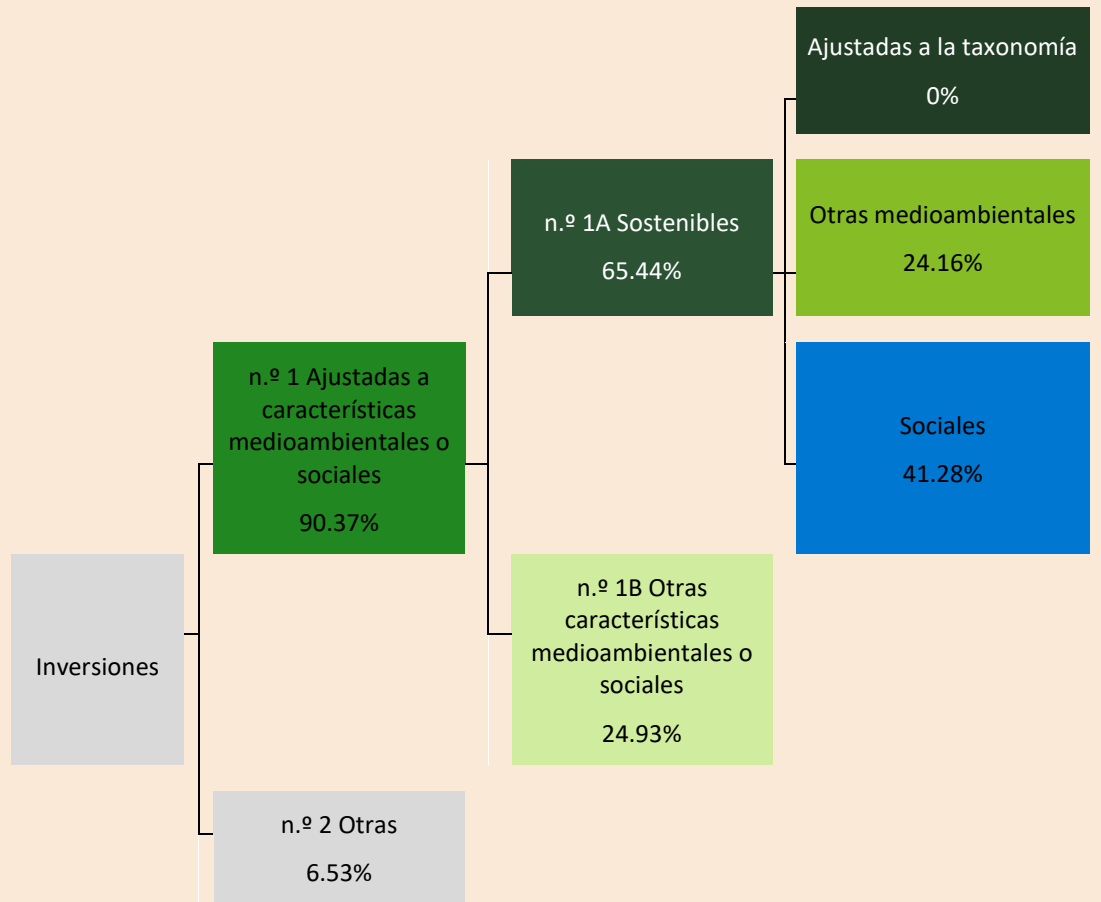 Ajustadas a la taxonomía
0%
Otras medioambientales
24.16%
n.º 1A Sostenibles
65.44%
Sociales
41.28%
n.º 1 Ajustadas a
características
medioambientales o
sociales
90.37%
n.º 1B Otras
características
medioambientales o
sociales
24.93%
Inversiones
n.º 2 Otras
6.53%